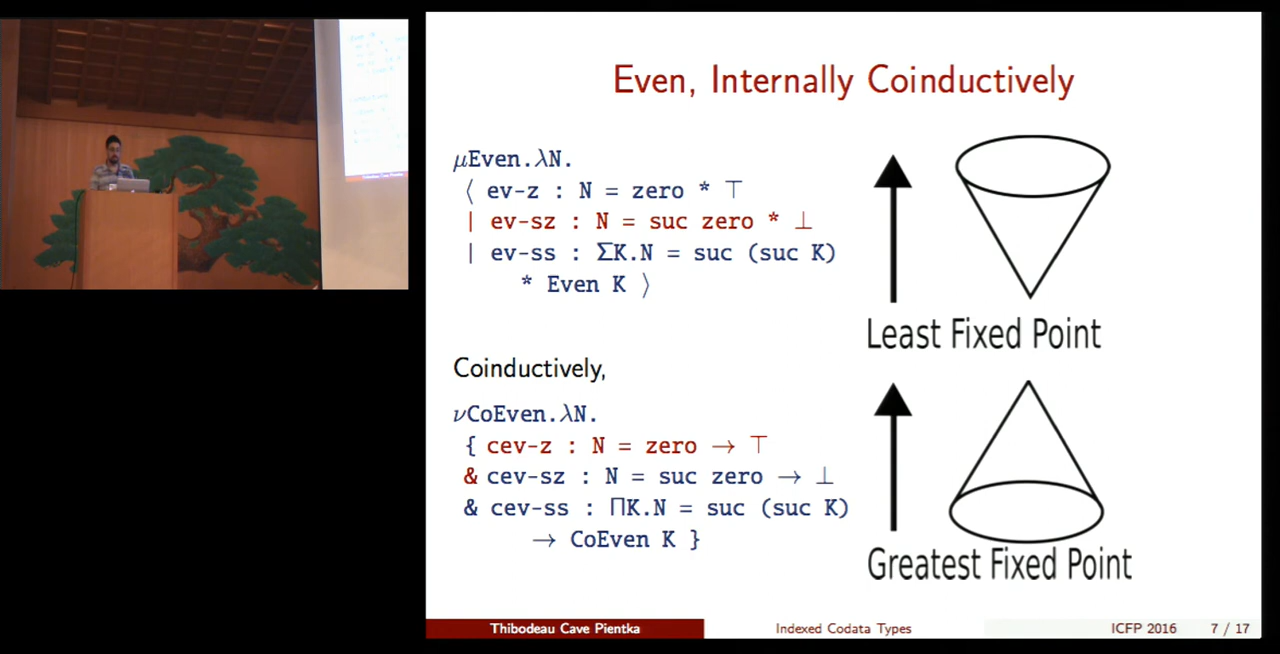 Even, Internally Coinductively
μEven.λN.
⟨ ev-z : N = zero * ⊤
| ev-sz : N = suc zero * ⊥
| ev-ss : ΣK.N = suc (suc K)
* Even K ⟩
Least Fixed Point
Coinductively,
νCoEven.λN.
{ cev-z : N = zero → ⊤
& cev-sz : N = suc zero → ⊥
& cev-ss : ΠK.N = suc (suc K)
→ CoEven K }
Greatest Fixed Point
Thibodeau Cave Pientka Indexed Codata Types ICFP 2016 7 / 17